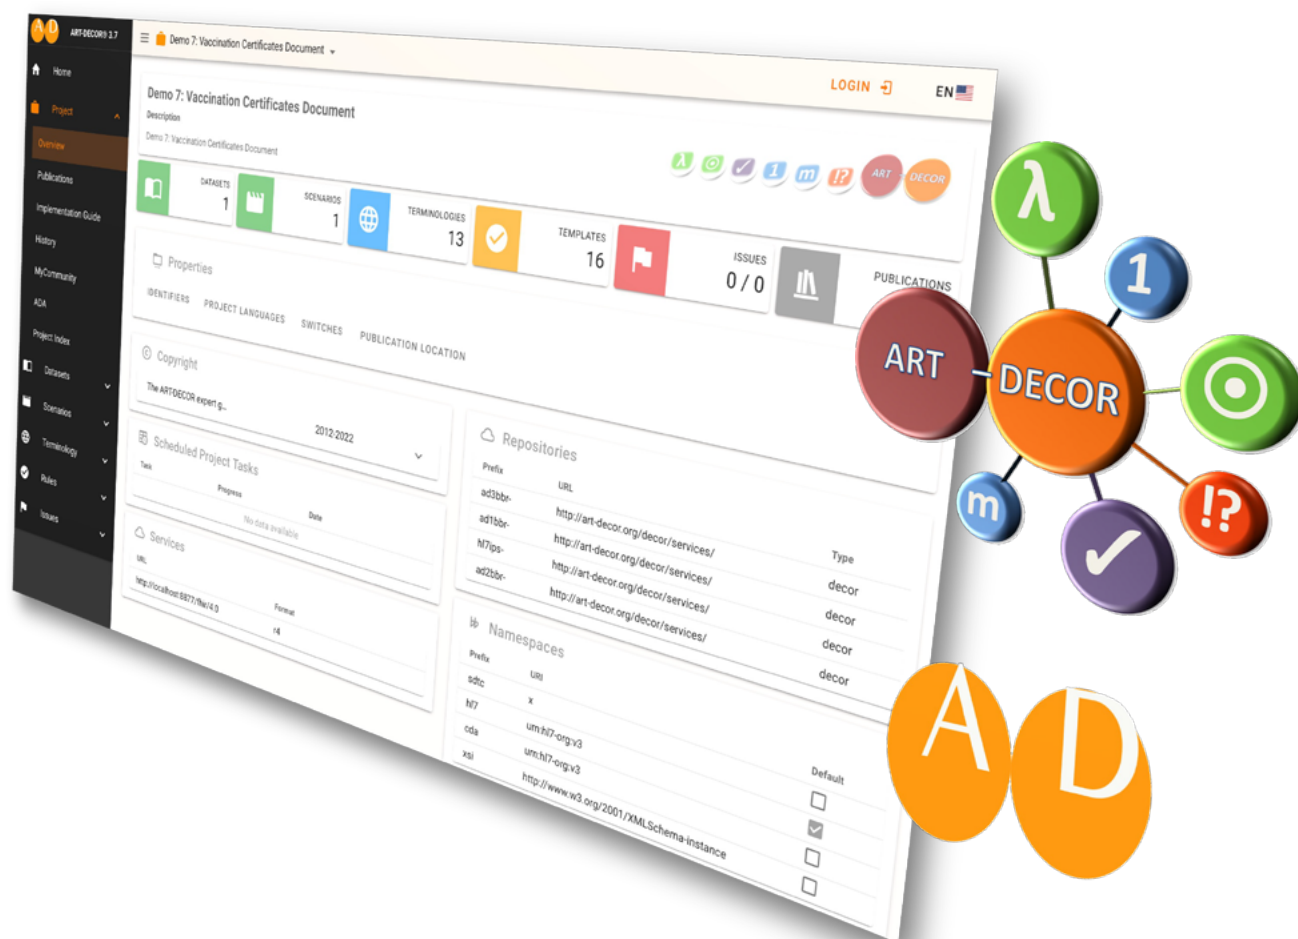 AD ART-DECOR® 3.7
Home
Project
Overview
Publications
Implementation Guide
History
MyCommunity
ADA
Project Index
Datasets
Scenarios
Terminology
Rules
Issues
Demo 7: Vaccination Certificates Document
LOGIN
EN
Demo 7: Vaccination Certificates Document
Description
Demo 7: Vaccination Certificates Document
λ ✓ 1 m !? ART DECOR
DATASETS
1
SCENARIOS
1
TERMINOLOGIES
13
TEMPLATES
16
ISSUES
0 / 0
PUBLICATIONS
Properties
IDENTIFIERS PROJECT LANGUAGES SWITCHES PUBLICATION LOCATION
© Copyright
The ART-DECOR expert g... 2012-2022
Scheduled Project Tasks
Task Progress Date
No data available
Services
URL Format
http://localhost:8877/fhir/4.0 r4
Repositories
Prefix URL Type
ad3bbr- http://art-decor.org/decor/services/ decor
ad1bbr- http://art-decor.org/decor/services/ decor
hl7ips- http://art-decor.org/decor/services/ decor
ad2bbr- http://art-decor.org/decor/services/ decor
Namespaces
Prefix URI Default
sdtc x
hl7 urn:hl7-org:v3
cda urn:hl7-org:v3
xsi http://www.w3.org/2001/XMLSchema-instance
λ
1
ART – DECOR
m
!?
✓
AD